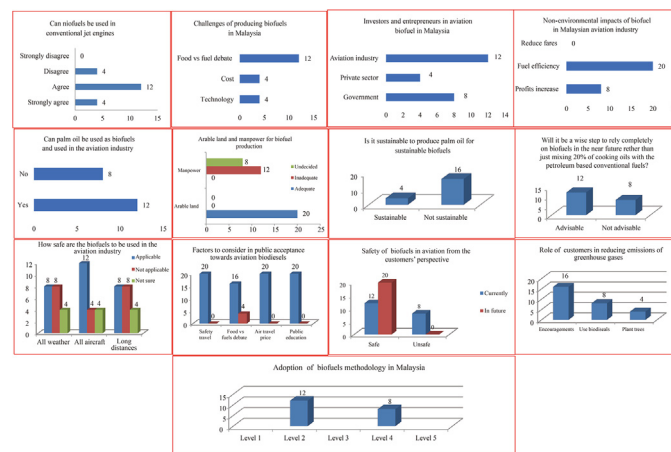 Can niofuels be used in
conventional jet engines
Strongly disagree
0
Disagree
4
Agree
12
Strongly agree
4
0 5 10 15
Challenges of producing biofuels
in Malaysia
Food vs fuel debate
12
Cost
4
Technology
4
0 5 10 15
Investors and entrepreneurs in aviation
biofuel in Malaysia
Aviation industry
12
Private sector
4
Government
8
0 2 4 6 8 10 12 14
Non-environmental impacts of biofuel
in Malaysian aviation industry
Reduce fares
0
Fuel efficiency
20
Profits increase
8
0 5 10 15 20
Can palm oil used as biofuels
and used in the aviation industry
No
8
Yes
12
0 5 10 15
Arable land and manpower for biofuel
production
Undecided
Inadequate
Adequate
Manpower
8
12
0
Arable land
0
0
20
0 5 10 15 20
Is it sustainable to produce palm oil for
sustainable biofuels
20
10
0
4
16
Sustainable Not sustainable
Will it be a wise step to rely completely
on biofuels in the near future rather than
just mixing 20% of cooking oils with the
petroleum based conventional fuels?
15
10
5
0
12
8
Advisable Not advisable
How safe are the biofuels to be used in the
aviation industry
Applicable
Not applicable
Not sure
12
10
8
6
4
2
0
8 8 4
12 4 4
8 8 4
All weather All aircraft Long
distances
Factors to consider in public acceptance
towards aviation biodiesels
20
15
10
5
0
20 0
16 4
20 0
20 0
Safety
travel
Food vs
fuels debate
Air travel
price
Public
education
Safety of biofuels in aviation from the
customers' perspective
Currently
In future
20
15
10
5
0
12 20
8 0
Safe Unsafe
Role of customers in reducing emissions of
greenhouse gases
20
15
10
5
0
16
8
4
Encouragements Use biodiesels Plant trees
Adoption of biofuels methodology in Malaysia
15
10
5
0
12
8
Level 1 Level 2 Level 3 Level 4 Level 5